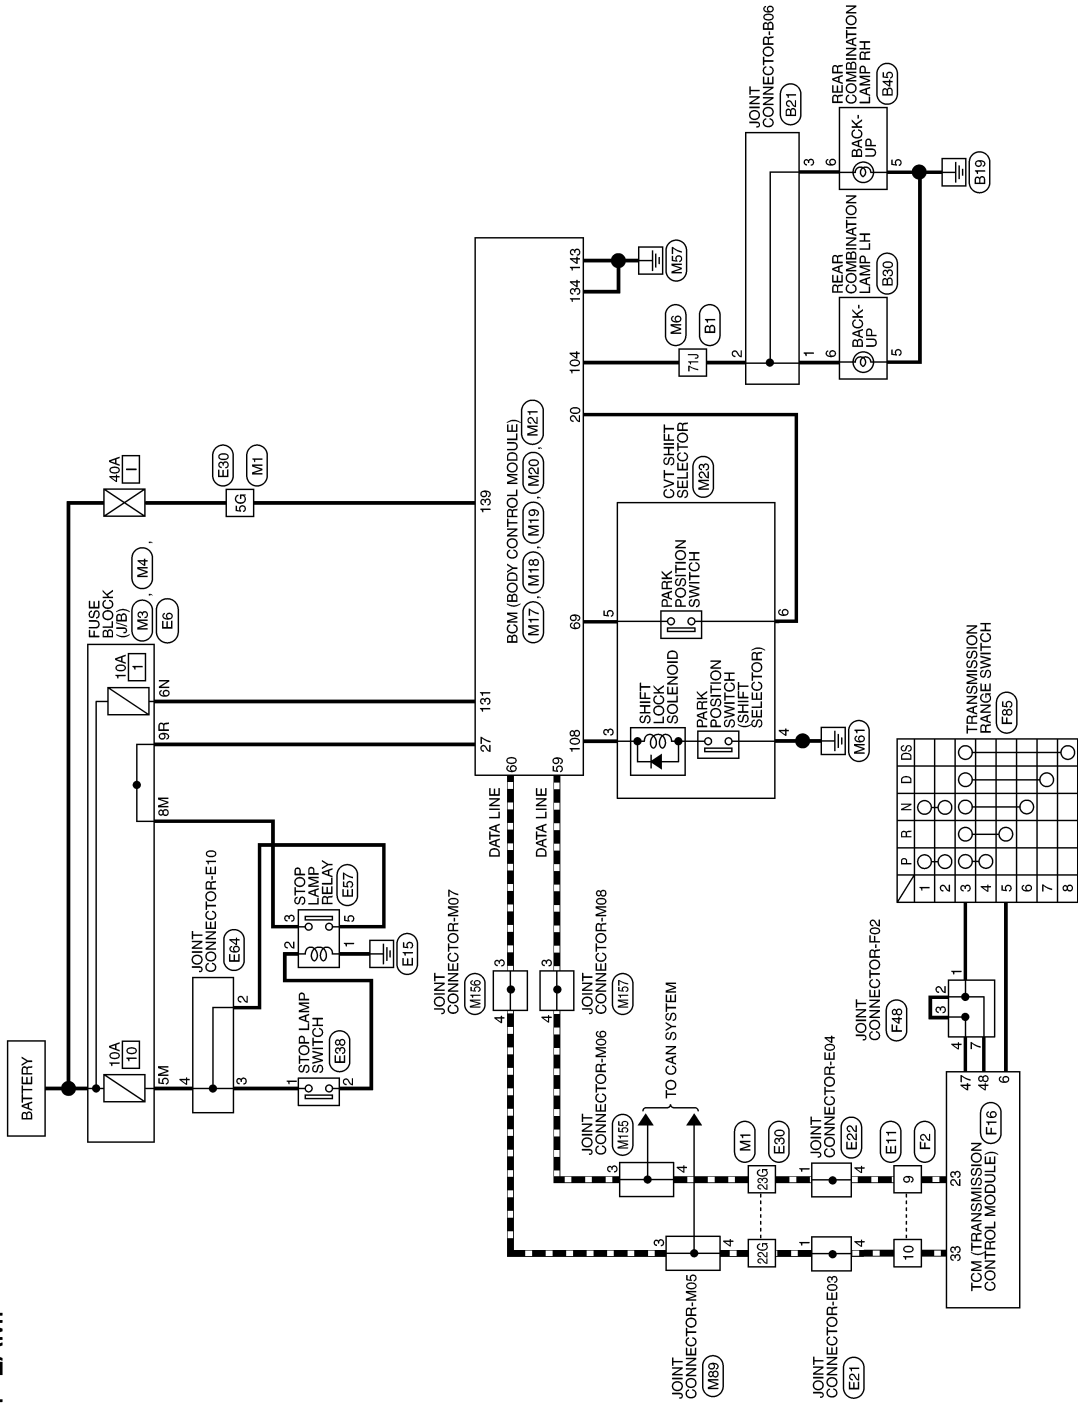 BATTERY
FUSE
BLOCK
(J/B)
M3 , M4 ,
E6
10A
10
10A
1
40A
I
5M
8M
9R
6N
5G
E30
M1
JOINT
CONNECTOR-E10
E64
4
3
2
STOP LAMP
SWITCH
E38
1
2
STOP
LAMP
RELAY
E57
2
3
1
5
E15
27
131
139
BCM (BODY CONTROL MODULE)
M17 , M18 , M19 , M20 , M21
60
59
108
69
20
104
134
143
M57
DATA LINE
DATA LINE
JOINT
CONNECTOR-M07
M156
4
3
JOINT
CONNECTOR-M08
M157
4
3
JOINT
CONNECTOR-M06
M155
3
4
TO CAN SYSTEM
JOINT
CONNECTOR-M05
M89
3
4
22G
23G
M1
E30
JOINT
CONNECTOR-E03
E21
1
4
JOINT
CONNECTOR-E04
E22
1
4
10
9
E11
F2
33
23
TCM (TRANSMISSION
CONTROL MODULE)
F16
47
48
6
JOINT
CONNECTOR-F02
F48
4
7
3
2
1
TRANSMISSION
RANGE SWITCH
F85
P R N D DS
1
2
3
4
5
6
7
8
CVT SHIFT
SELECTOR
M23
3
5
SHIFT
LOCK
SOLENOID
PARK
POSITION
SWITCH
(SHIFT
SELECTOR)
PARK
POSITION
SWITCH
4
6
M61
71J
M6
B1
JOINT
CONNECTOR-B06
B21
2
1
3
REAR
COMBINATION
LAMP LH
B30
6
BACK-
UP
5
REAR
COMBINATION
LAMP RH
B45
6
BACK-
UP
5
B19